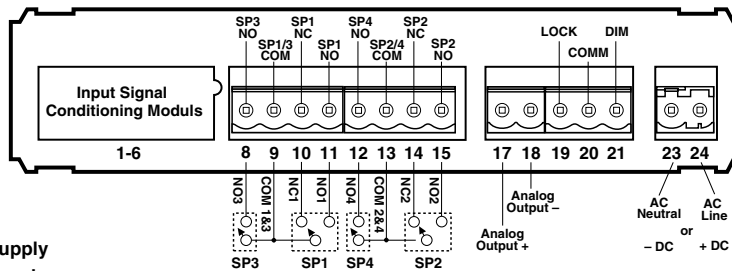 SP3 NO
SP1/3 COM
SP1 NC
SP1 NO
SP4 NO
SP2/4 COM
SP2 NC
SP2 NO
LOCK
COMM
DIM
Input Signal
Conditioning Moduls
1-6
8 9 10 11 12 13 14 15 17 18 19 20 21 23 24
NO3
COM 1&3
NC1
NO1
NO4
COM 2&4
NC2
NO2
SP3 SP1 SP4 SP2
Analog
Output +
Analog
Output –
AC
Neutral
– DC
or
AC
Line
+ DC
upply